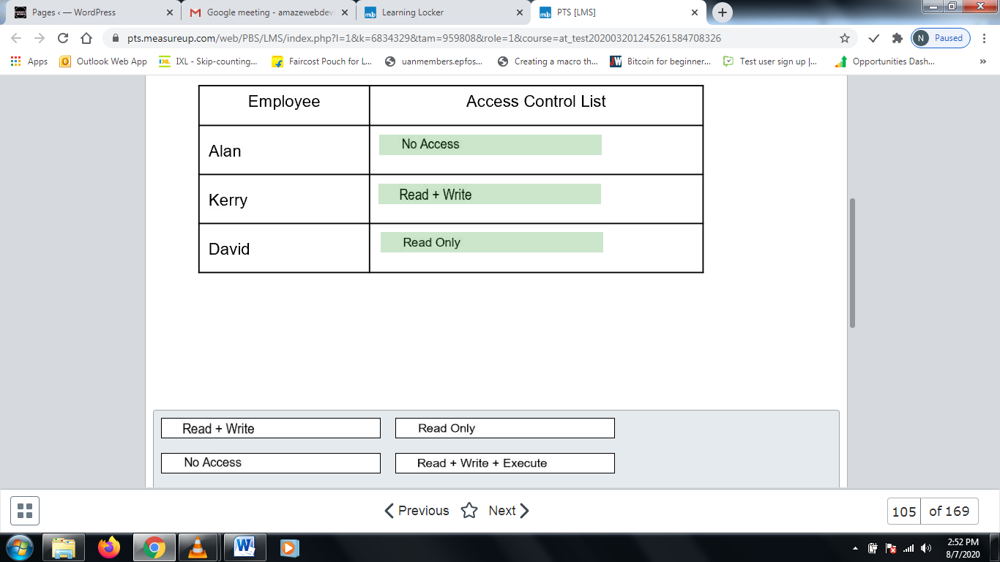 Pages ‹ — WordPress
Google meeting - amazewebdev
Learning Locker
PTS [LMS]
pts.measureup.com/web/PBS/LMS/index.php?l=1&k=6834329&tam=959808&role=1&course=at_test202003201245261584708326
N Paused
Apps
Outlook Web App
IXL - Skip-counting...
Faircost Pouch for L...
uanmembers.epfos...
Creating a macro th...
Bitcoin for beginner...
Test user sign up |...
Opportunities Dash...
»
Employee Access Control List
Alan No Access
Kerry Read + Write
David Read Only
Read + Write Read Only
No Access Read + Write + Execute
Previous Next
105 of 169
2:52 PM
8/7/2020